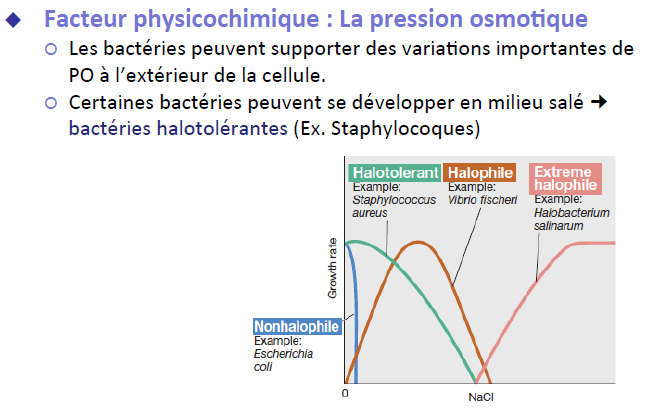 Facteur physicochimique : La pression osmotique
Les bactéries peuvent supporter des variations importantes de
PO à l'extérieur de la cellule.
Certaines bactéries peuvent se développer en milieu salé ➜
bactéries halotolérantes (Ex. Staphylocoques)
Halotolerant
Example:
Staphylococcus
aureus
Halophile
Example:
Vibrio fischeri
Extreme
halophile
Example:
Halobacterium
salinarum
Growth rate
Nonhalophile
Example:
Escherichia
coli
0
NaCl